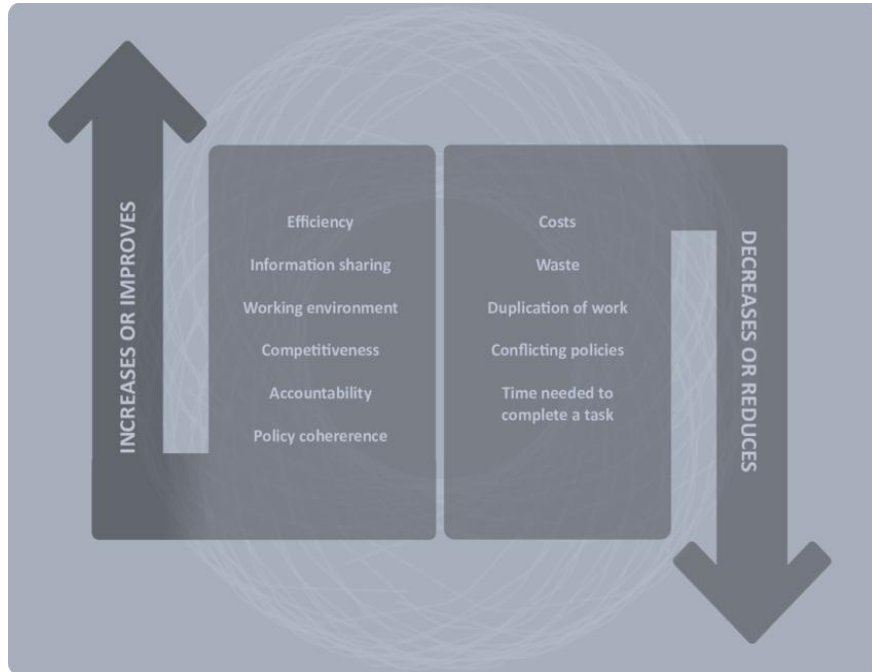 INCREASES OR IMPROVES
Efficiency
Information sharing
Working environment
Competitiveness
Accountability
Policy cohererence
Costs
Waste
Duplication of work
Conflicting policies
Time needed to
complete a task
DECREASES OR REDUCES